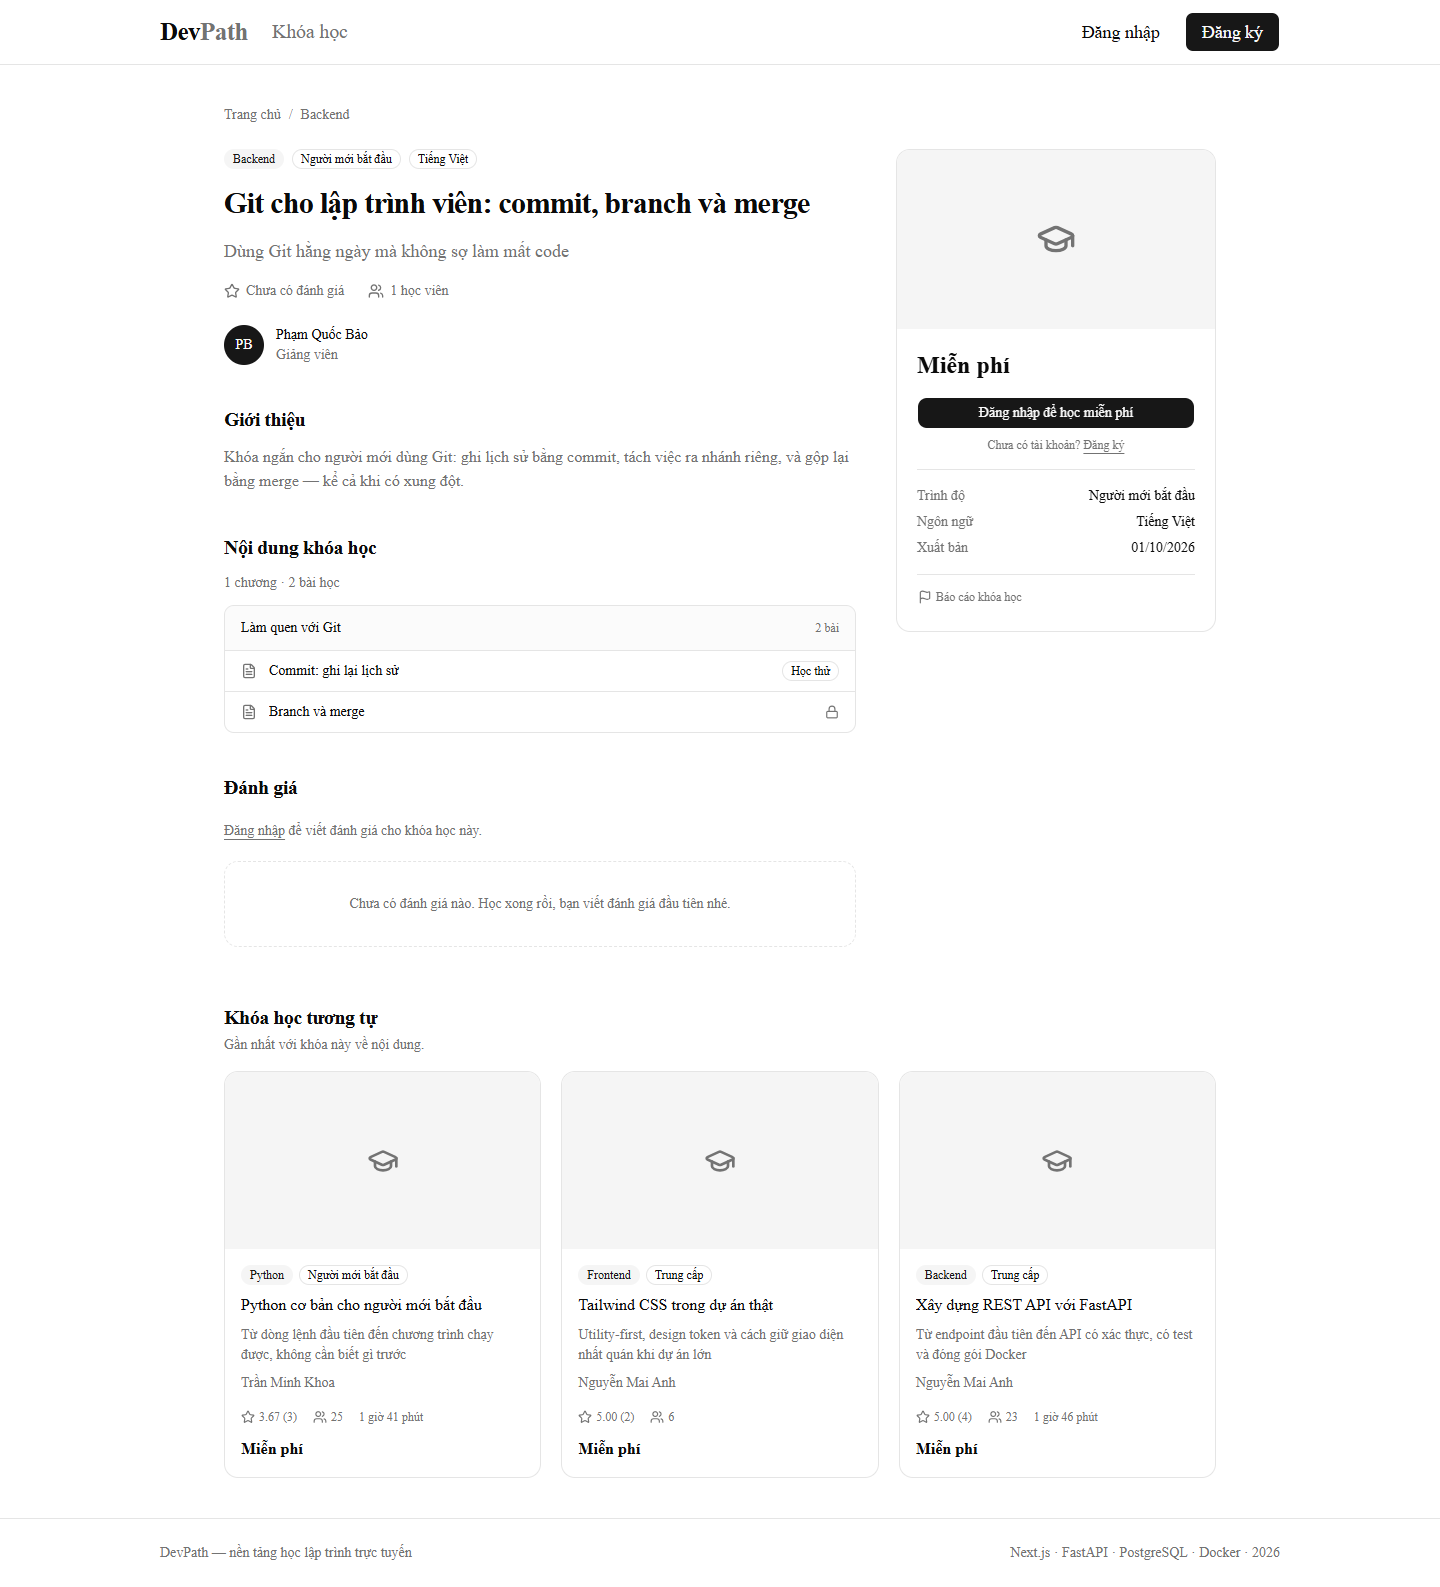 DevPath Khóa học Đăng nhập Đăng ký
Trang chủ / Backend
Backend Người mới bắt đầu Tiếng Việt
Git cho lập trình viên: commit, branch và merge
Dùng Git hằng ngày mà không sợ làm mất code
Chưa có đánh giá 1 học viên
PB
Phạm Quốc Bảo
Giảng viên
Giới thiệu
Khóa ngắn cho người mới dùng Git: ghi lịch sử bằng commit, tách việc ra nhánh riêng, và gộp lại
bằng merge — kể cả khi có xung đột.
Nội dung khóa học
1 chương · 2 bài học
Làm quen với Git 2 bài
Commit: ghi lại lịch sử Học thử
Branch và merge
Đánh giá
Đăng nhập để viết đánh giá cho khóa học này.
Chưa có đánh giá nào. Học xong rồi, bạn viết đánh giá đầu tiên nhé.
Miễn phí
Đăng nhập để học miễn phí
Chưa có tài khoản? Đăng ký
Trình độ Người mới bắt đầu
Ngôn ngữ Tiếng Việt
Xuất bản 01/10/2026
Báo cáo khóa học
Khóa học tương tự
Gần nhất với khóa này về nội dung.
Python Người mới bắt đầu
Python cơ bản cho người mới bắt đầu
Từ dòng lệnh đầu tiên đến chương trình chạy
được, không cần biết gì trước
Trần Minh Khoa
3.67 (3) 25 1 giờ 41 phút
Miễn phí
Frontend Trung cấp
Tailwind CSS trong dự án thật
Utility-first, design token và cách giữ giao diện
nhất quán khi dự án lớn
Nguyễn Mai Anh
5.00 (2) 6
Miễn phí
Backend Trung cấp
Xây dựng REST API với FastAPI
Từ endpoint đầu tiên đến API có xác thực, có test
và đóng gói Docker
Nguyễn Mai Anh
5.00 (4) 23 1 giờ 46 phút
Miễn phí
DevPath — nền tảng học lập trình trực tuyến
Next.js · FastAPI · PostgreSQL · Docker · 2026